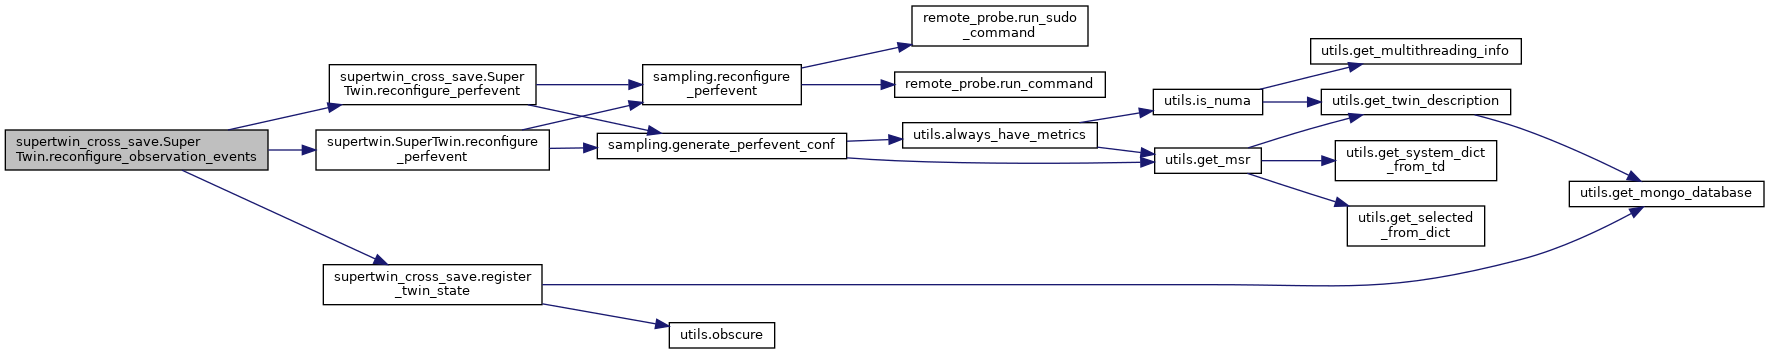 supertwin_cross_save.Super
Twin.reconfigure_observation_events
supertwin_cross_save.Super
Twin.reconfigure_perfevent
supertwin.SuperTwin.reconfigure
_perfevent
supertwin_cross_save.register
_twin_state
sampling.reconfigure
_perfevent
sampling.generate_perfevent_conf
utils.obscure
remote_probe.run_sudo
_command
remote_probe.run_command
utils.always_have_metrics
utils.is_numa
utils.get_msr
utils.get_multithreading_info
utils.get_twin_description
utils.get_system_dict
_from_td
utils.get_selected
_from_dict
utils.get_mongo_database